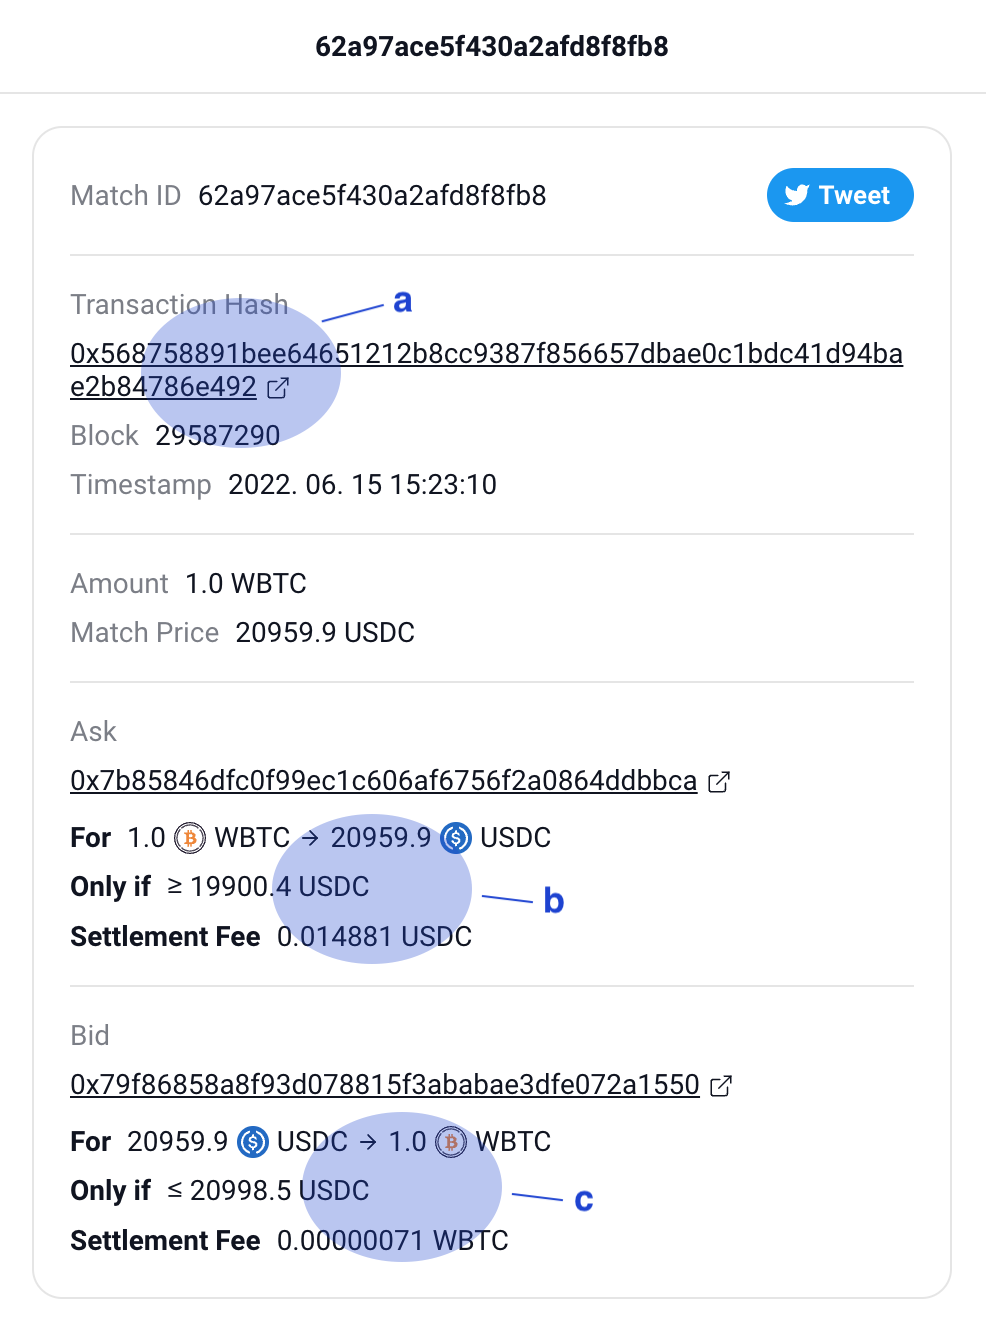 62a97ace5f430a2afd8f8fb8
Match ID 62a97ace5f430a2afd8f8fb8
Tweet
Transaction Hash
a
0x568758891bee64651212b8cc9387f856657dbae0c1bdc41d94ba
e2b84786e492
Block 29587290
Timestamp 2022. 06. 15 15:23:10
Amount 1.0 WBTC
Match Price 20959.9 USDC
Ask
0x7b85846dfc0f99ec1c606af6756f2a0864ddbbca
For 1.0 WBTC → 20959.9 USDC
Only if ≥ 19900.4 USDC
b
Settlement Fee 0.014881 USDC
Bid
0x79f86858a8f93d078815f3ababae3dfe072a1550
For 20959.9 USDC → 1.0 WBTC
Only if ≤ 20998.5 USDC
c
Settlement Fee 0.00000071 WBTC